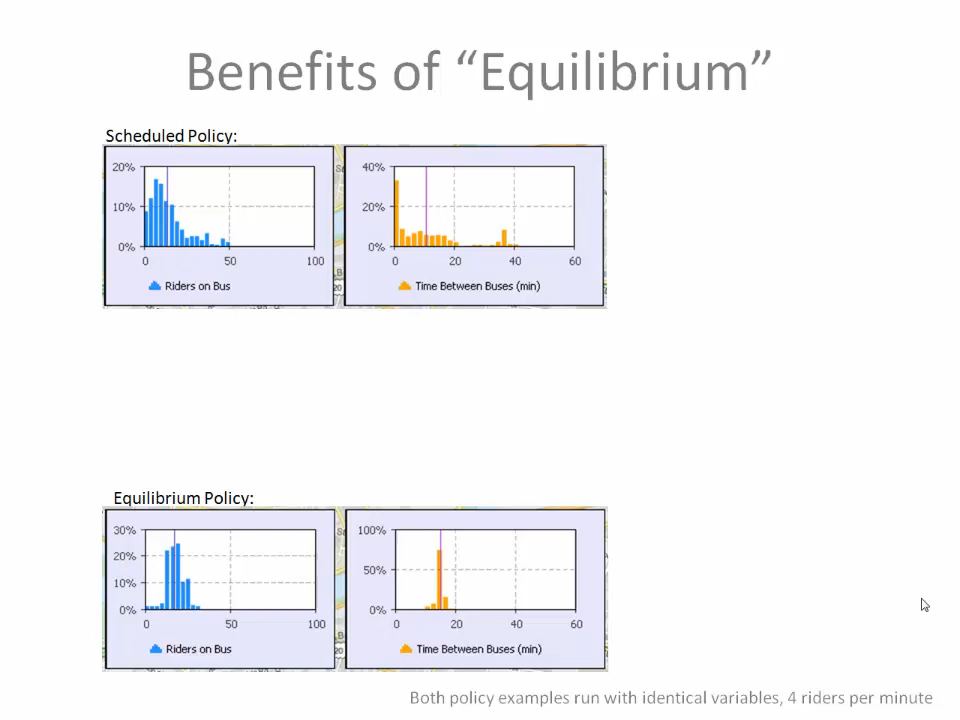 Benefits of “Equilibrium”
Scheduled Policy:
20%
10%
0%
0 50 100
Riders on Bus
40%
20%
0%
0 20 40 60
Time Between Buses (min)
Equilibrium Policy:
30%
20%
10%
0%
0 50 100
Riders on Bus
100%
50%
0%
0 20 40 60
Time Between Buses (min)
Both policy examples run with identical variables, 4 riders per minute